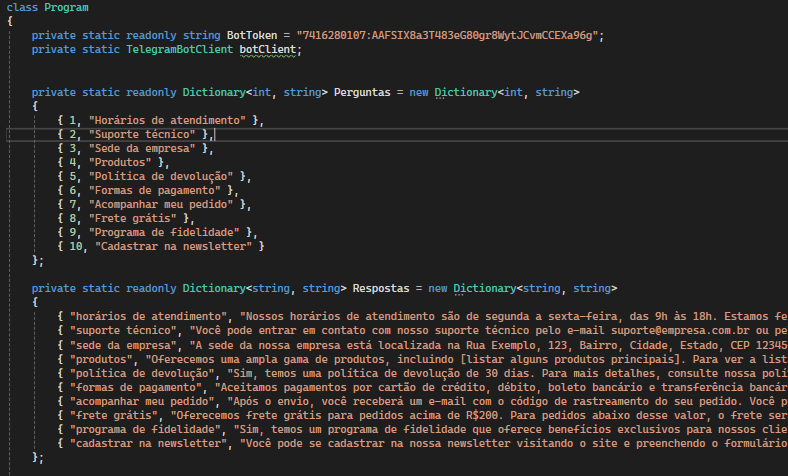 class Program
{
private static readonly string BotToken = "7416280107:AAFSIX8a3T483eG80gr8WytJCvmCCEXa96g";
private static TelegramBotClient botClient;
private static readonly Dictionary<int, string> Perguntas = new Dictionary<int, string>
{
{ 1, "Horários de atendimento" },
{ 2, "Suporte técnico" },
{ 3, "Sede da empresa" },
{ 4, "Produtos" },
{ 5, "Política de devolução" },
{ 6, "Formas de pagamento" },
{ 7, "Acompanhar meu pedido" },
{ 8, "Frete grátis" },
{ 9, "Programa de fidelidade" },
{ 10, "Cadastrar na newsletter" }
};
private static readonly Dictionary<string, string> Respostas = new Dictionary<string, string>
{
{ "horários de atendimento", "Nossos horários de atendimento são de segunda a sexta-feira, das 9h às 18h. Estamos fe
{ "suporte técnico", "Você pode entrar em contato com nosso suporte técnico pelo e-mail suporte@empresa.com.br ou pe
{ "sede da empresa", "A sede da nossa empresa está localizada na Rua Exemplo, 123, Bairro, Cidade, Estado, CEP 12345
{ "produtos", "Oferecemos uma ampla gama de produtos, incluindo [listar alguns produtos principais]. Para ver a list
{ "política de devolução", "Sim, temos uma política de devolução de 30 dias. Para mais detalhes, consulte nossa polí
{ "formas de pagamento", "Aceitamos pagamentos por cartão de crédito, débito, boleto bancário e transferência bancár
{ "acompanhar meu pedido", "Após o envio, você receberá um e-mail com o código de rastreamento do seu pedido. Você p
{ "frete grátis", "Oferecemos frete grátis para pedidos acima de R$200. Para pedidos abaixo desse valor, o frete ser
{ "programa de fidelidade", "Sim, temos um programa de fidelidade que oferece benefícios exclusivos para nossos clie
{ "cadastrar na newsletter", "Você pode se cadastrar na nossa newsletter visitando o site e preenchendo o formulário
};